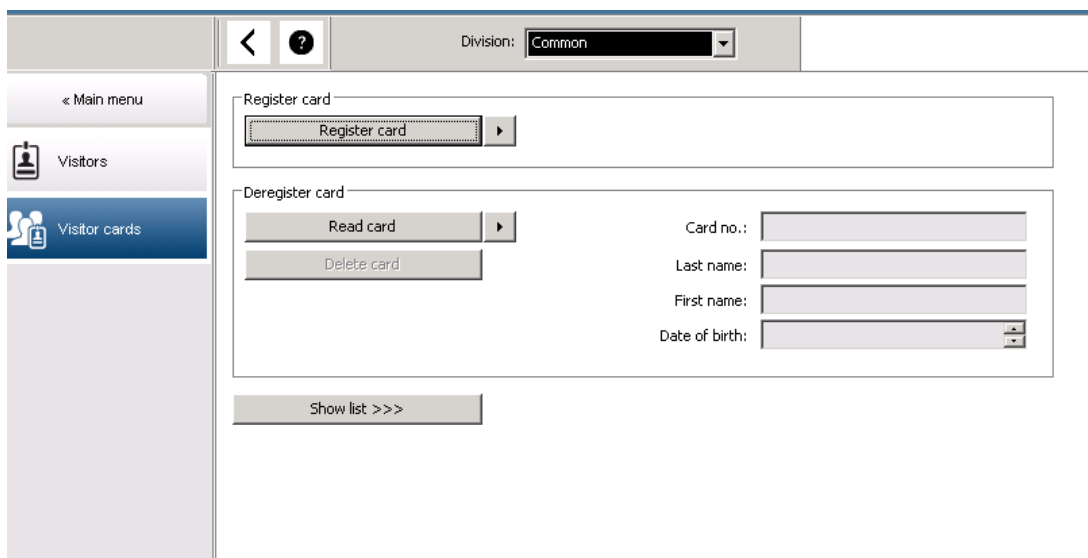 Division: Common
« Main menu
Visitors
Visitor cards
Register card
Register card
Deregister card
Read card
Delete card
Card no.:
Last name:
First name:
Date of birth:
Show list >>>